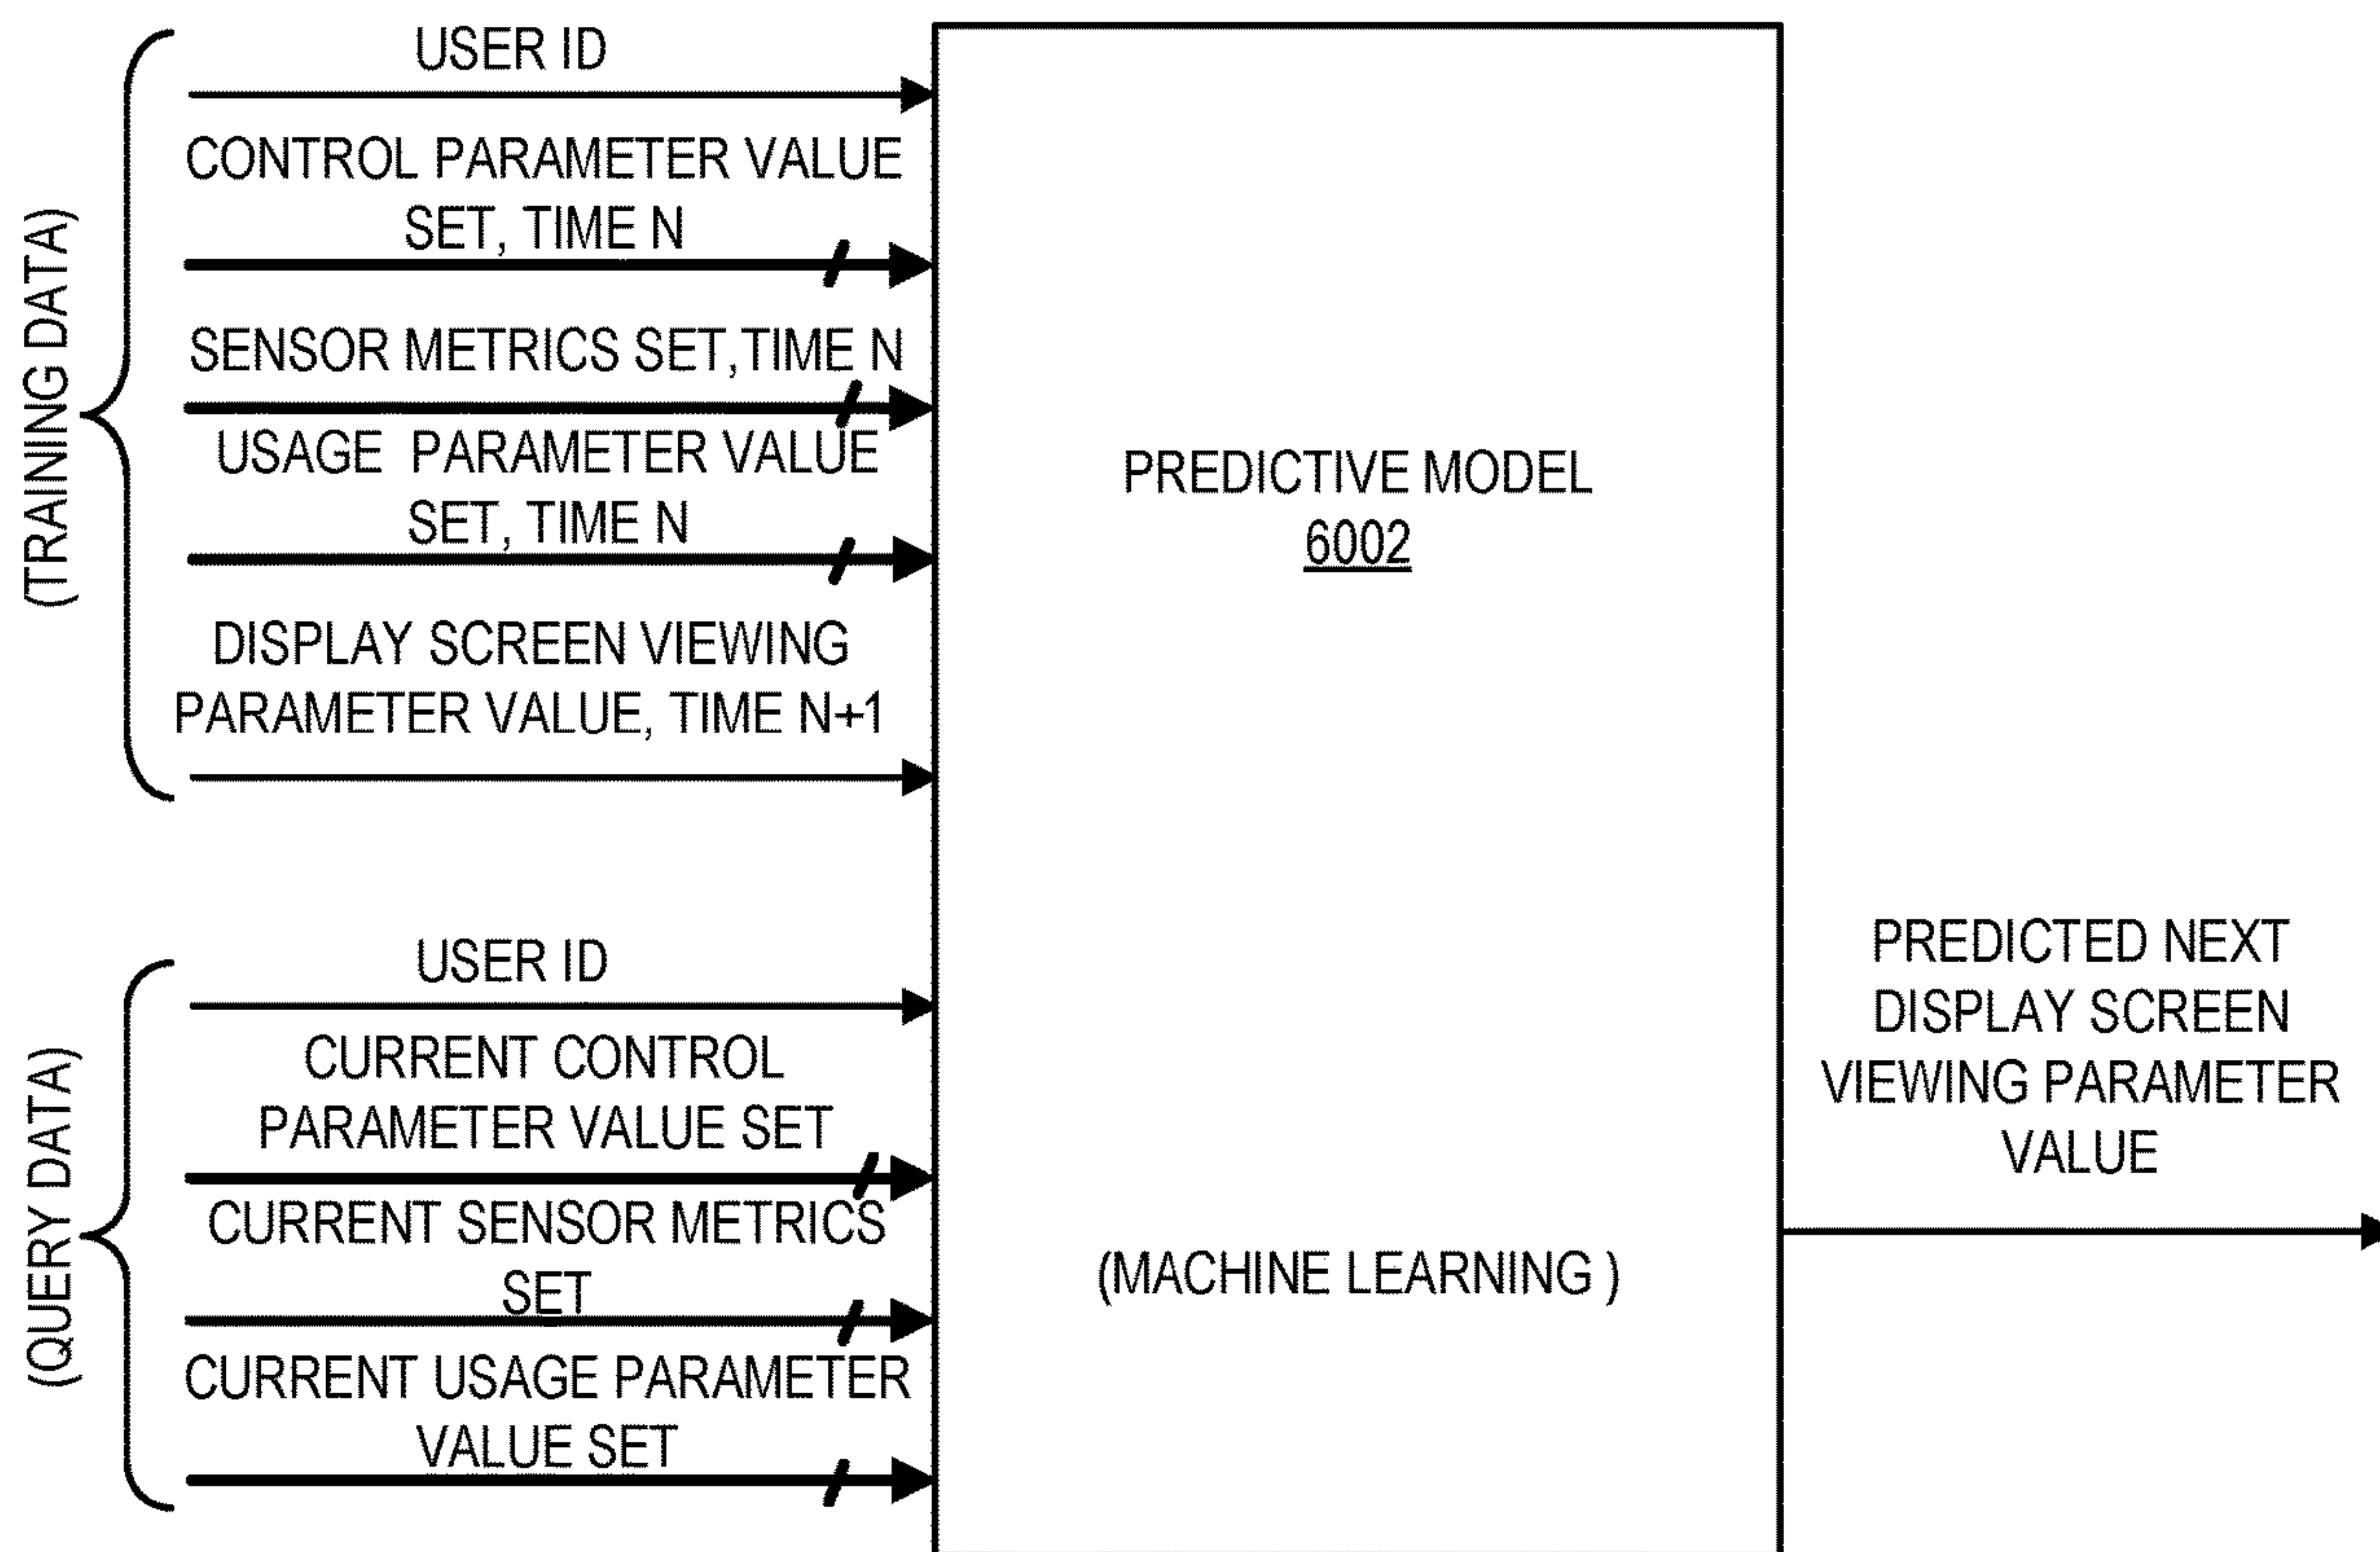 (TRAINING DATA)
USER ID
CONTROL PARAMETER VALUE
SET, TIME N
SENSOR METRICS SET,TIME N
USAGE PARAMETER VALUE
SET, TIME N
DISPLAY SCREEN VIEWING
PARAMETER VALUE, TIME N+1
(QUERY DATA)
USER ID
CURRENT CONTROL
PARAMETER VALUE SET
CURRENT SENSOR METRICS
SET
CURRENT USAGE PARAMETER
VALUE SET
PREDICTIVE MODEL
6002
(MACHINE LEARNING )
PREDICTED NEXT
DISPLAY SCREEN
VIEWING PARAMETER
VALUE